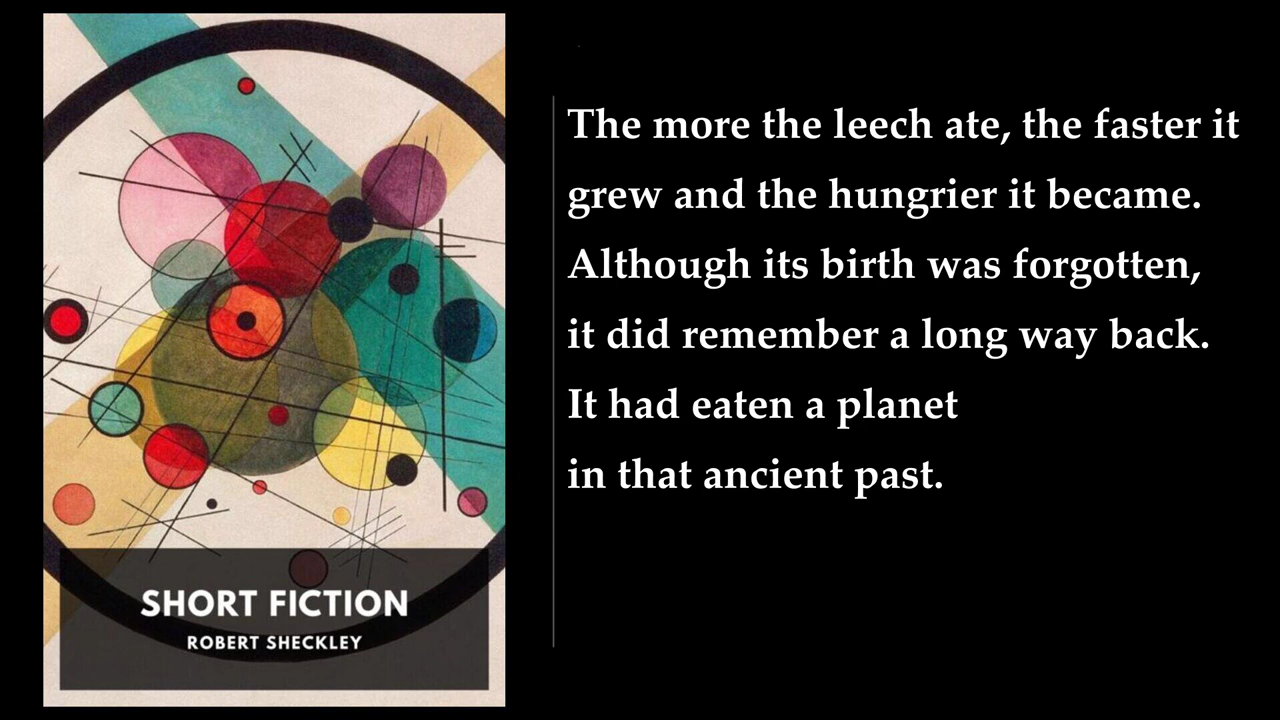 The more the leech ate, the faster it
grew and the hungrier it became.
Although its birth was forgotten,
it did remember a long way back.
It had eaten a planet
in that ancient past.
SHORT FICTION
ROBERT SHECKLEY